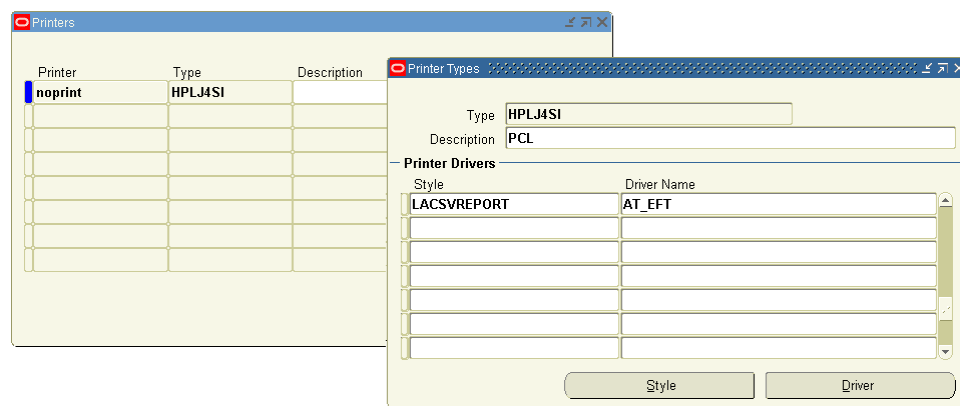 Printers
Printer Type Description
noprint HPLJ4SI
Printer Types
Type HPLJ4SI
Description PCL
Printer Drivers
Style Driver Name
LACSVREPORT AT_EFT
Style Driver